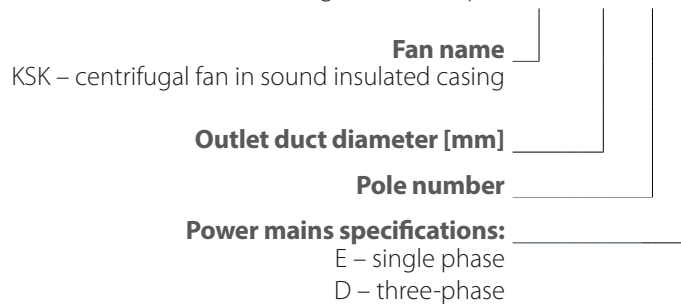 Fan name
KSK – centrifugal fan in sound insulated casing
Outlet duct diameter [mm]
Pole number
Power mains specifications:
E – single phase
D – three-phase